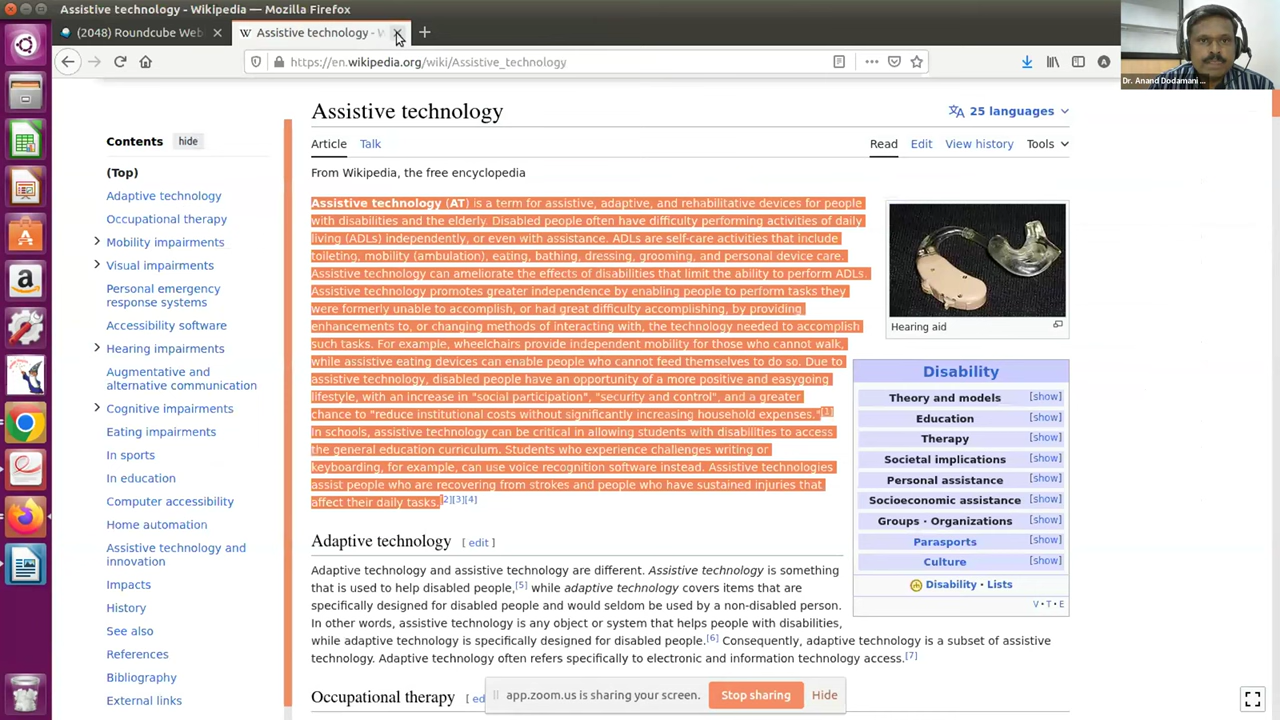 Assistive technology - Wikipedia — Mozilla Firefox
(2048) Roundcube Web
Assistive technology - W
https://en.wikipedia.org/wiki/Assistive_technology
Dr. Anand Dodamani ...
Contents hide
(Top)
Adaptive technology
Occupational therapy
Mobility impairments
Visual impairments
Personal emergency
response systems
Accessibility software
Hearing impairments
Augmentative and
alternative communication
Cognitive impairments
Eating impairments
In sports
In education
Computer accessibility
Home automation
Assistive technology and
innovation
Impacts
History
See also
References
Bibliography
External links
Assistive technology
25 languages
Article Talk
Read Edit View history Tools
From Wikipedia, the free encyclopedia
Assistive technology (AT) is a term for assistive, adaptive, and rehabilitative devices for people
with disabilities and the elderly. Disabled people often have difficulty performing activities of daily
living (ADLs) independently, or even with assistance. ADLs are self-care activities that include
toileting, mobility (ambulation), eating, bathing, dressing, grooming, and personal device care.
Assistive technology can ameliorate the effects of disabilities that limit the ability to perform ADLs.
Assistive technology promotes greater independence by enabling people to perform tasks they
were formerly unable to accomplish, or had great difficulty accomplishing, by providing
enhancements to, or changing methods of interacting with, the technology needed to accomplish
such tasks. For example, wheelchairs provide independent mobility for those who cannot walk,
while assistive eating devices can enable people who cannot feed themselves to do so. Due to
assistive technology, disabled people have an opportunity of a more positive and easygoing
lifestyle, with an increase in "social participation", "security and control", and a greater
chance to "reduce institutional costs without significantly increasing household expenses."[1]
In schools, assistive technology can be critical in allowing students with disabilities to access
the general education curriculum. Students who experience challenges writing or
keyboarding, for example, can use voice recognition software instead. Assistive technologies
assist people who are recovering from strokes and people who have sustained injuries that
affect their daily tasks.[2][3][4]
Hearing aid
Disability
Theory and models [show]
Education [show]
Therapy [show]
Societal implications [show]
Personal assistance [show]
Socioeconomic assistance [show]
Groups · Organizations [show]
Parasports [show]
Culture [show]
Disability · Lists
V · T · E
Adaptive technology [ edit ]
Adaptive technology and assistive technology are different. Assistive technology is something
that is used to help disabled people,[5] while adaptive technology covers items that are
specifically designed for disabled people and would seldom be used by a non-disabled person.
In other words, assistive technology is any object or system that helps people with disabilities,
while adaptive technology is specifically designed for disabled people.[6] Consequently, adaptive technology is a subset of assistive
technology. Adaptive technology often refers specifically to electronic and information technology access.[7]
Occupational therapy [ ed
app.zoom.us is sharing your screen. Stop sharing Hide